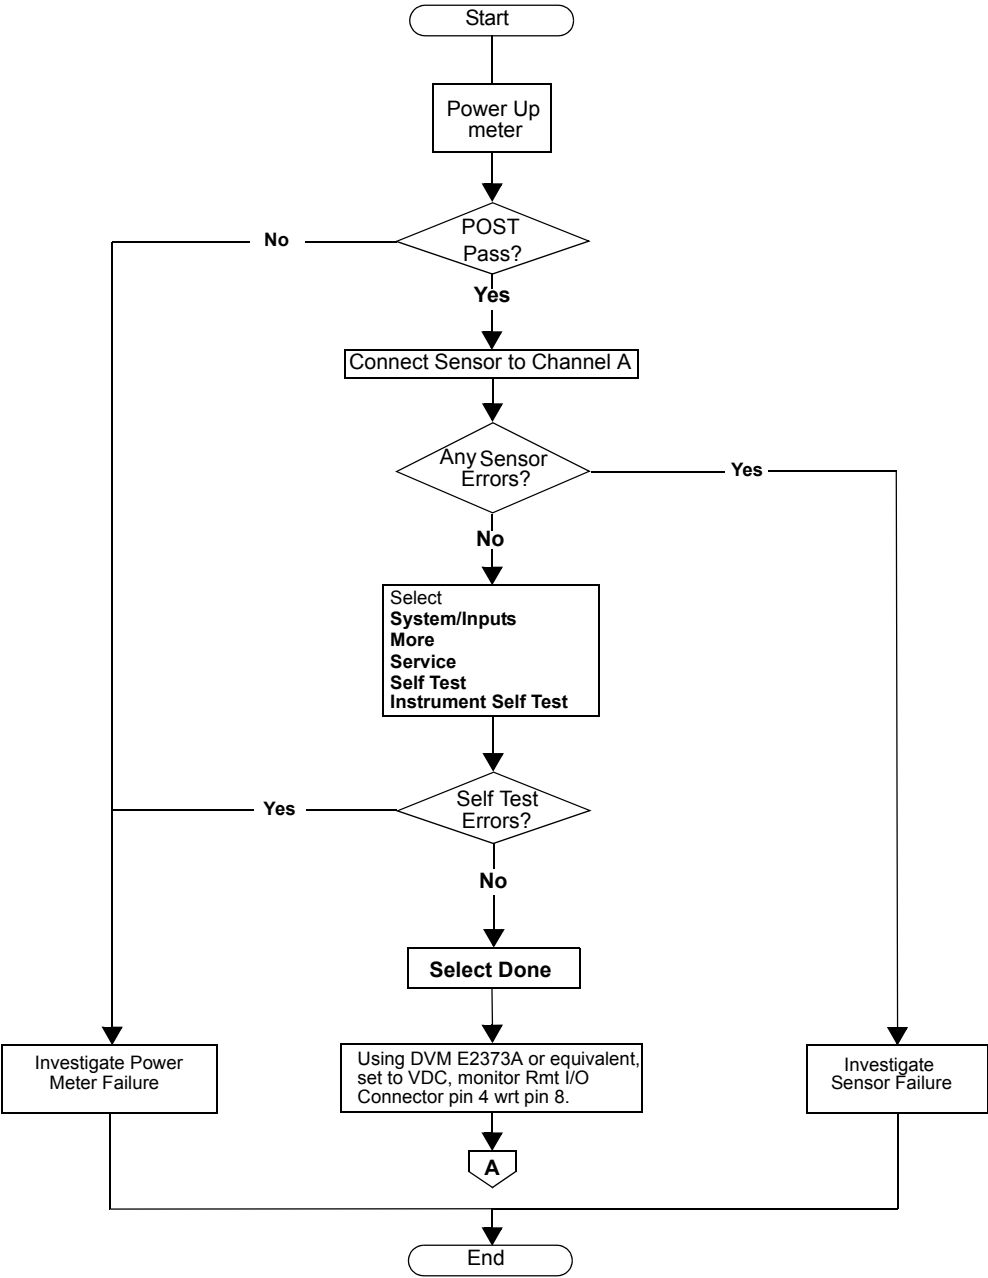 Start
Power Up
meter
POST
Pass?
No
Yes
Connect Sensor to Channel A
Any Sensor
Errors?
Yes
No
Select
System/Inputs
More
Service
Self Test
Instrument Self Test
Self Test
Errors?
Yes
No
Select Done
Investigate Power
Meter Failure
Using DVM E2373A or equivalent,
set to VDC, monitor Rmt I/O
Connector pin 4 wrt pin 8.
Investigate
Sensor Failure
A
End